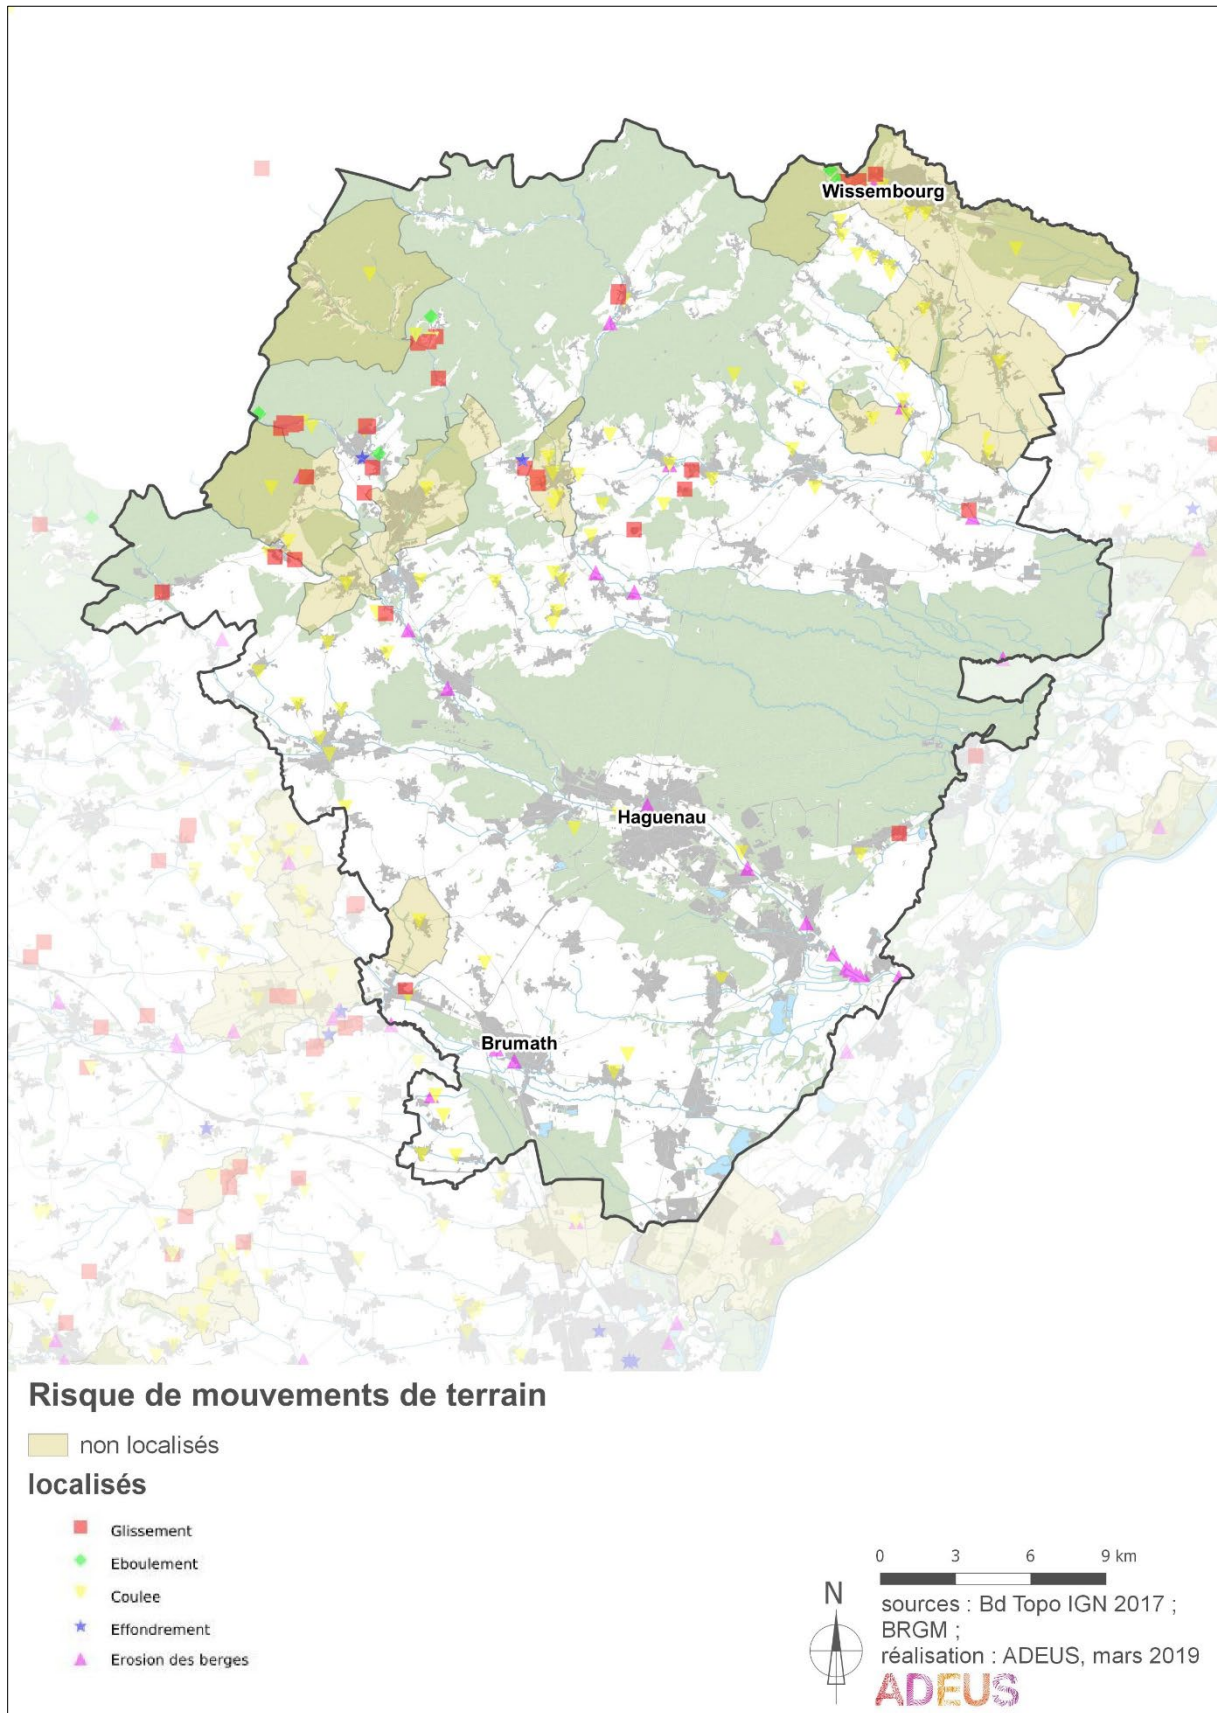 Wissembourg
Haguenau
Brumath
Risque de mouvements de terrain
non localisés
localisés
Glissement
Eboulement
Coulee
Effondrement
Erosion des berges
0 3 6 9 km
N
sources : Bd Topo IGN 2017 ;
BRGM ;
réalisation : ADEUS, mars 2019
ADEUS